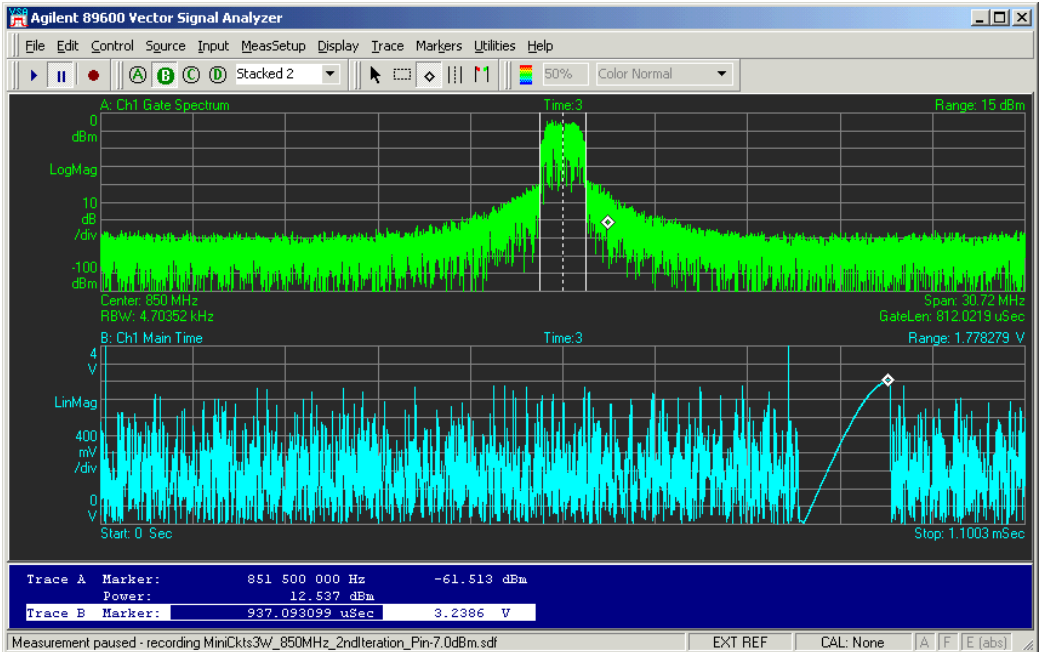 Agilent 89600 Vector Signal Analyzer
File Edit Control Source Input MeasSetup Display Trace Markers Utilities Help
A B C D Stacked 2 50% Color Normal
A: Ch1 Gate Spectrum Time:3 Range: 15 dBm
0
dBm
LogMag
10
dB
/div
-100
dBm
Center: 850 MHz Span: 30.72 MHz
RBW: 4.70352 kHz GateLen: 812.0219 uSec
B: Ch1 Main Time Time:3 Range: 1.778279 V
4
V
LinMag
400
mV
/div
0
V
Start: 0 Sec Stop: 1.1003 mSec
Trace A Marker: 851 500 000 Hz -61.513 dBm
Power: 12.537 dBm
Trace B Marker: 937.093099 uSec 3.2386 V
Measurement paused - recording MiniCkts3W_850MHz_2ndIteration_Pin-7.0dBm.sdf EXT REF CAL: None A F E (abs)